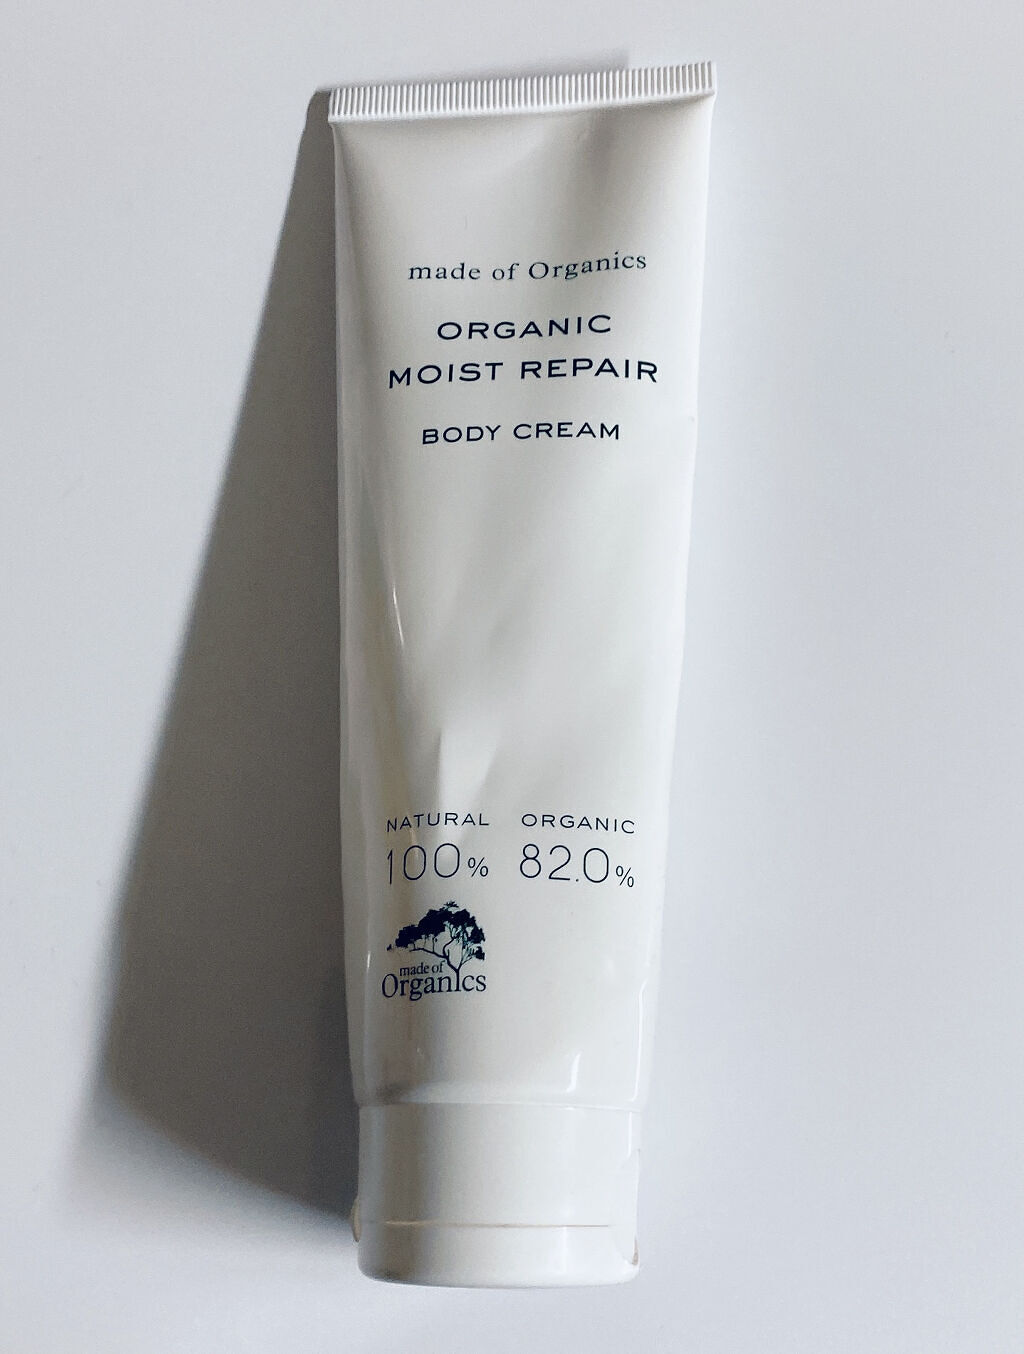 made of Organics
ORGANIC
MOIST REPAIR
BODY CREAM
NATURAL ORGANIC
100% 82.0%
made of
Organics